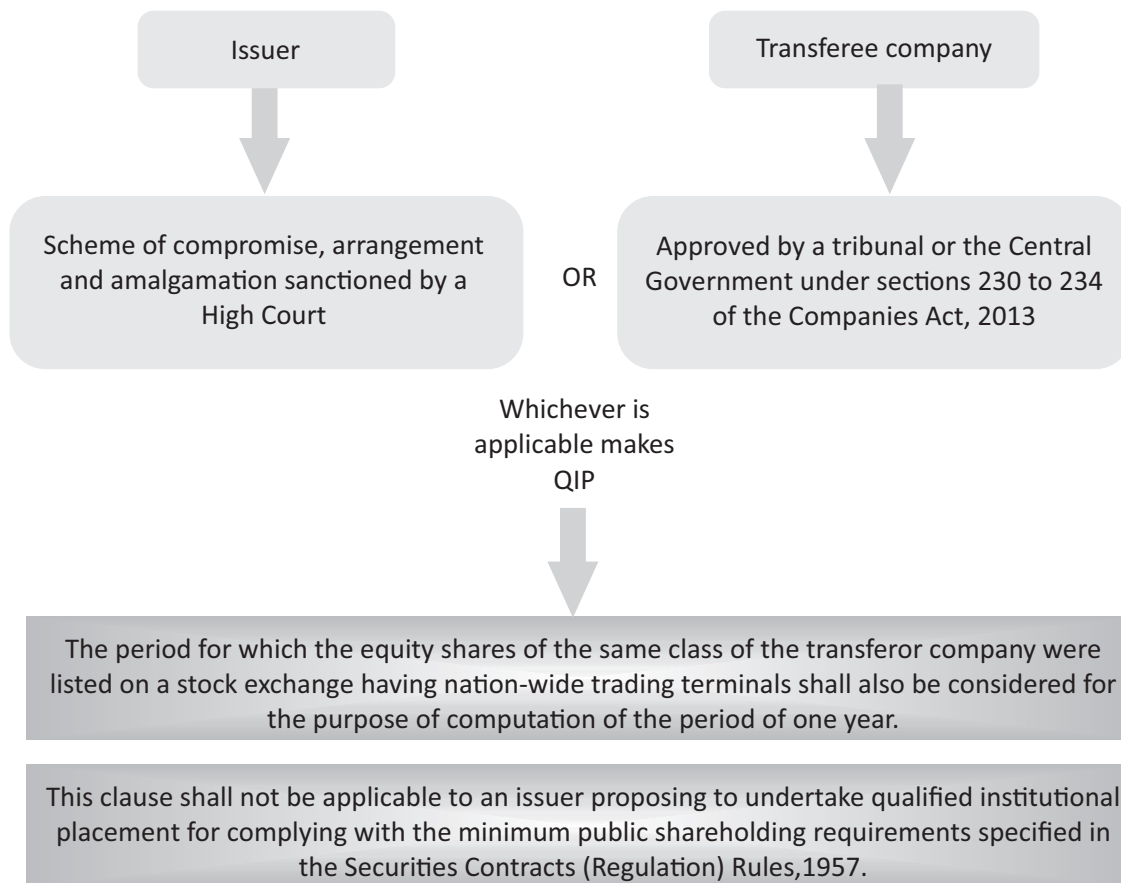 Issuer
Transferee company
Scheme of compromise, arrangement
and amalgamation sanctioned by a
High Court
OR
Approved by a tribunal or the Central
Government under sections 230 to 234
of the Companies Act, 2013
Whichever is
applicable makes
QIP
The period for which the equity shares of the same class of the transferor company were
listed on a stock exchange having nation-wide trading terminals shall also be considered for
the purpose of computation of the period of one year.
This clause shall not be applicable to an issuer proposing to undertake qualified institutional
placement for complying with the minimum public shareholding requirements specified in
the Securities Contracts (Regulation) Rules,1957.